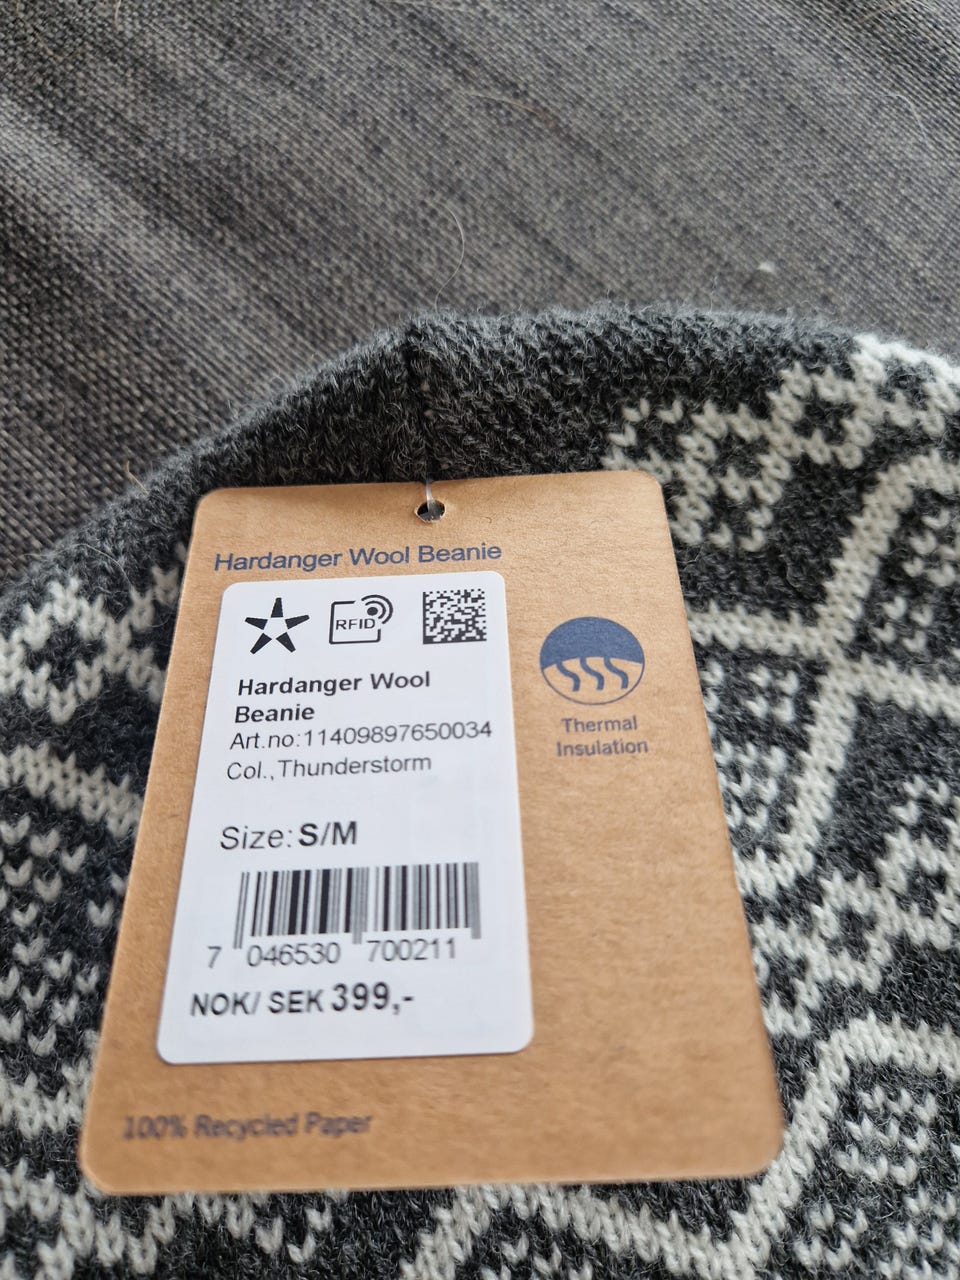 Hardanger Wool Beanie
RFID
Hardanger Wool
Beanie
Art.no:11409897650034
Col.,Thunderstorm
Size: S/M
7 046530 700211
NOK/ SEK 399,-
Thermal
Insulation
100% Recycled Paper